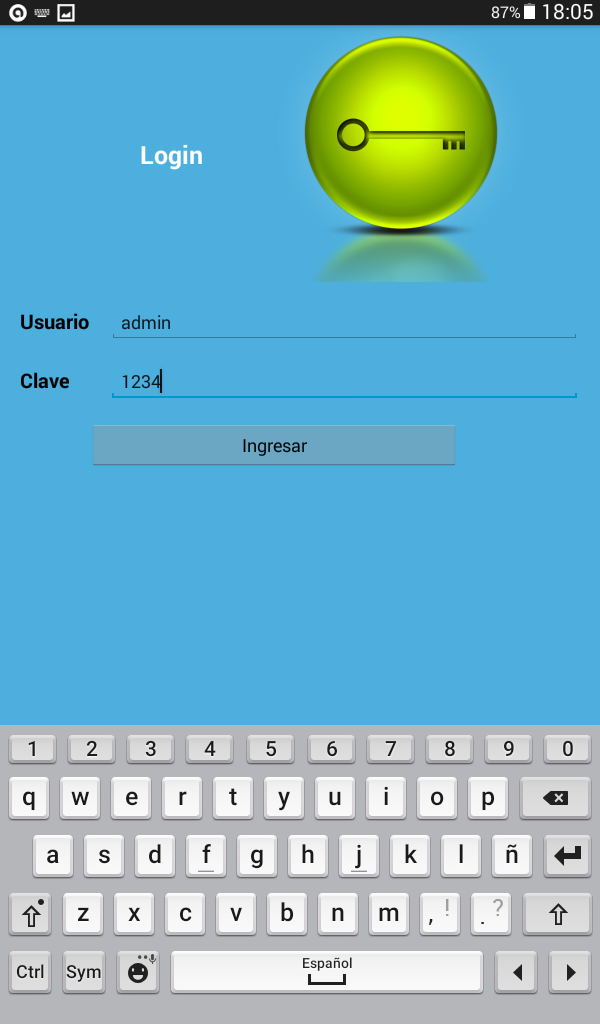 87% 18:05
Login
Usuario admin
Clave 1234
Ingresar
1 2 3 4 5 6 7 8 9 0
q w e r t y u i o p
a s d f g h j k l ñ
z x c v b n m , ! . ?
Ctrl Sym Español